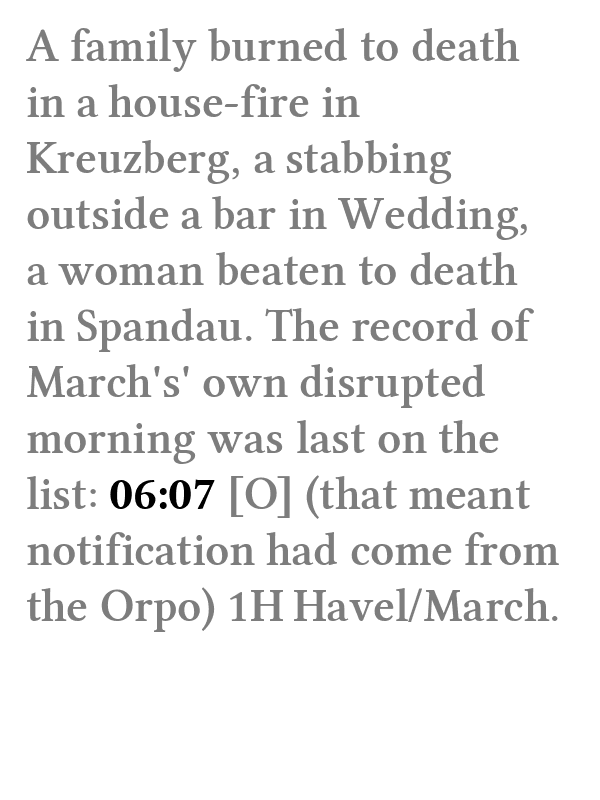 A family burned to death
in a house-fire in
Kreuzberg, a stabbing
outside a bar in Wedding,
a woman beaten to death
in Spandau. The record of
March's' own disrupted
morning was last on the
list: 06:07 [O] (that meant
notification had come from
the Orpo) 1H Havel/March.